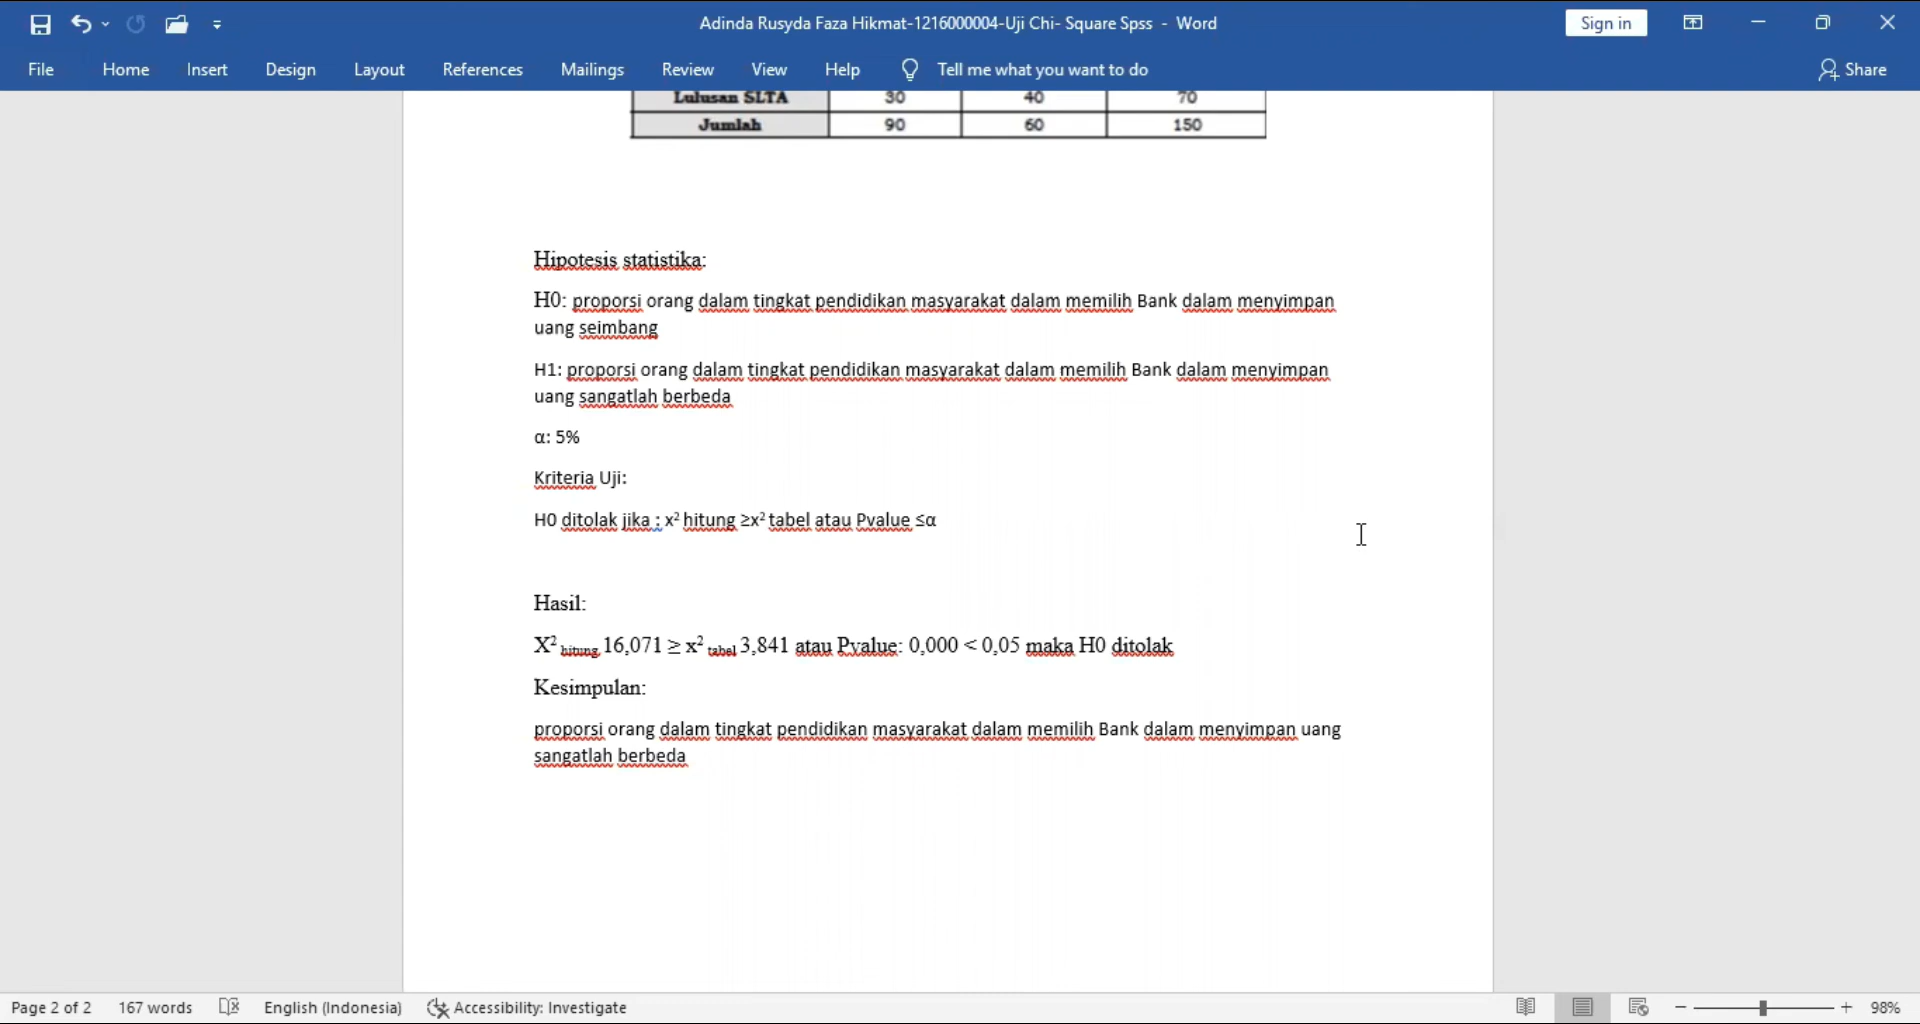 Adinda Rusyda Faza Hikmat-1216000004-Uji Chi- Square Spss - Word
Sign in
File Home Insert Design Layout References Mailings Review View Help Tell me what you want to do Share
Lulusan SLTA 30 40 70
Jumlah 90 60 150
Hipotesis statistika:
H0: proporsi orang dalam tingkat pendidikan masyarakat dalam memilih Bank dalam menyimpan
uang seimbang
H1: proporsi orang dalam tingkat pendidikan masyarakat dalam memilih Bank dalam menyimpan
uang sangatlah berbeda
α: 5%
Kriteria Uji:
H0 ditolak jika : x² hitung ≥x² tabel atau Pvalue ≤α
Hasil:
X² hitung 16,071 ≥ x² tabel 3,841 atau Pvalue: 0,000 < 0,05 maka H0 ditolak
Kesimpulan:
proporsi orang dalam tingkat pendidikan masyarakat dalam memilih Bank dalam menyimpan uang
sangatlah berbeda
Page 2 of 2 167 words English (Indonesia) Accessibility: Investigate 98%